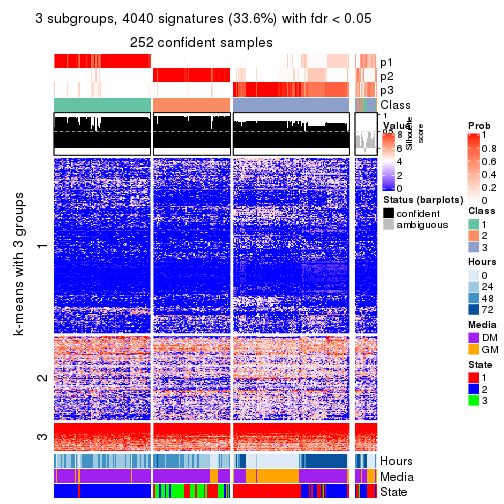 3 subgroups, 4040 signatures (33.6%) with fdr < 0.05
252 confident samples
p1
p2
p3
Class
1
0.5
Silhouette
score
k-means with 3 groups
1
2
3
Hours
Media
State
Value
8
6
4
2
0
Status (barplots)
confident
ambiguous
Prob
1
0.8
0.6
0.4
0.2
0
Class
1
2
3
Hours
0
24
48
72
Media
DM
GM
State
1
2
3